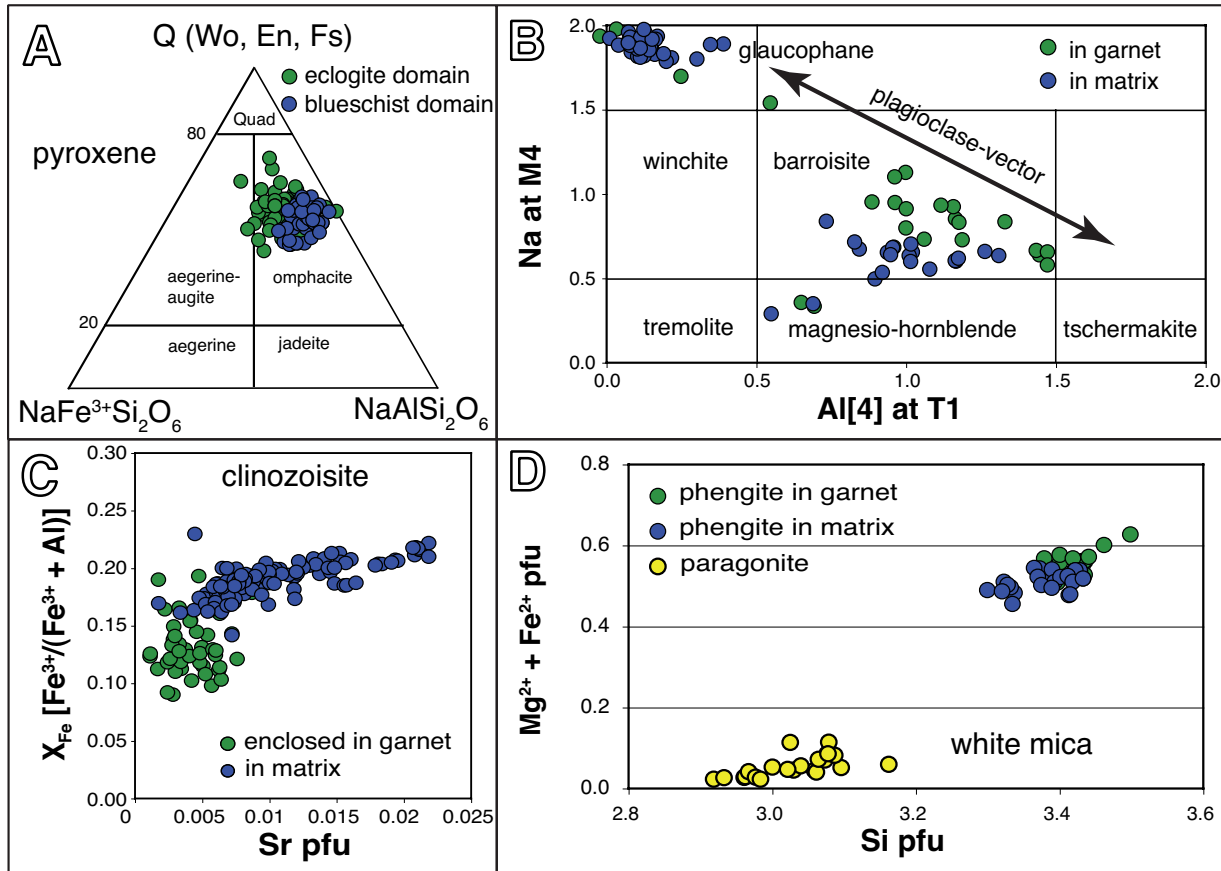 A
Q (Wo, En, Fs)
eclogite domain
blueschist domain
Quad
80
pyroxene
aegerine-
augite
omphacite
20
aegerine
jadeite
NaFe³⁺Si₂O₆
NaAlSi₂O₆
B
2.0
glaucophane
in garnet
in matrix
1.5
plagioclase-vector
winchite
barroisite
Na at M4
1.0
0.5
tremolite
magnesio-hornblende
tschermakite
0.0
0.0
0.5
1.0
1.5
2.0
Al[4] at T1
C
0.30
clinozoisite
0.25
0.20
0.15
0.10
0.05
0.00
X_Fe [Fe³⁺/(Fe³⁺ + Al)]
enclosed in garnet
in matrix
0
0.005
0.01
0.015
0.02
0.025
Sr pfu
D
0.8
phengite in garnet
phengite in matrix
paragonite
0.6
0.4
0.2
0.0
Mg²⁺ + Fe²⁺ pfu
white mica
2.8
3.0
3.2
3.4
3.6
Si pfu